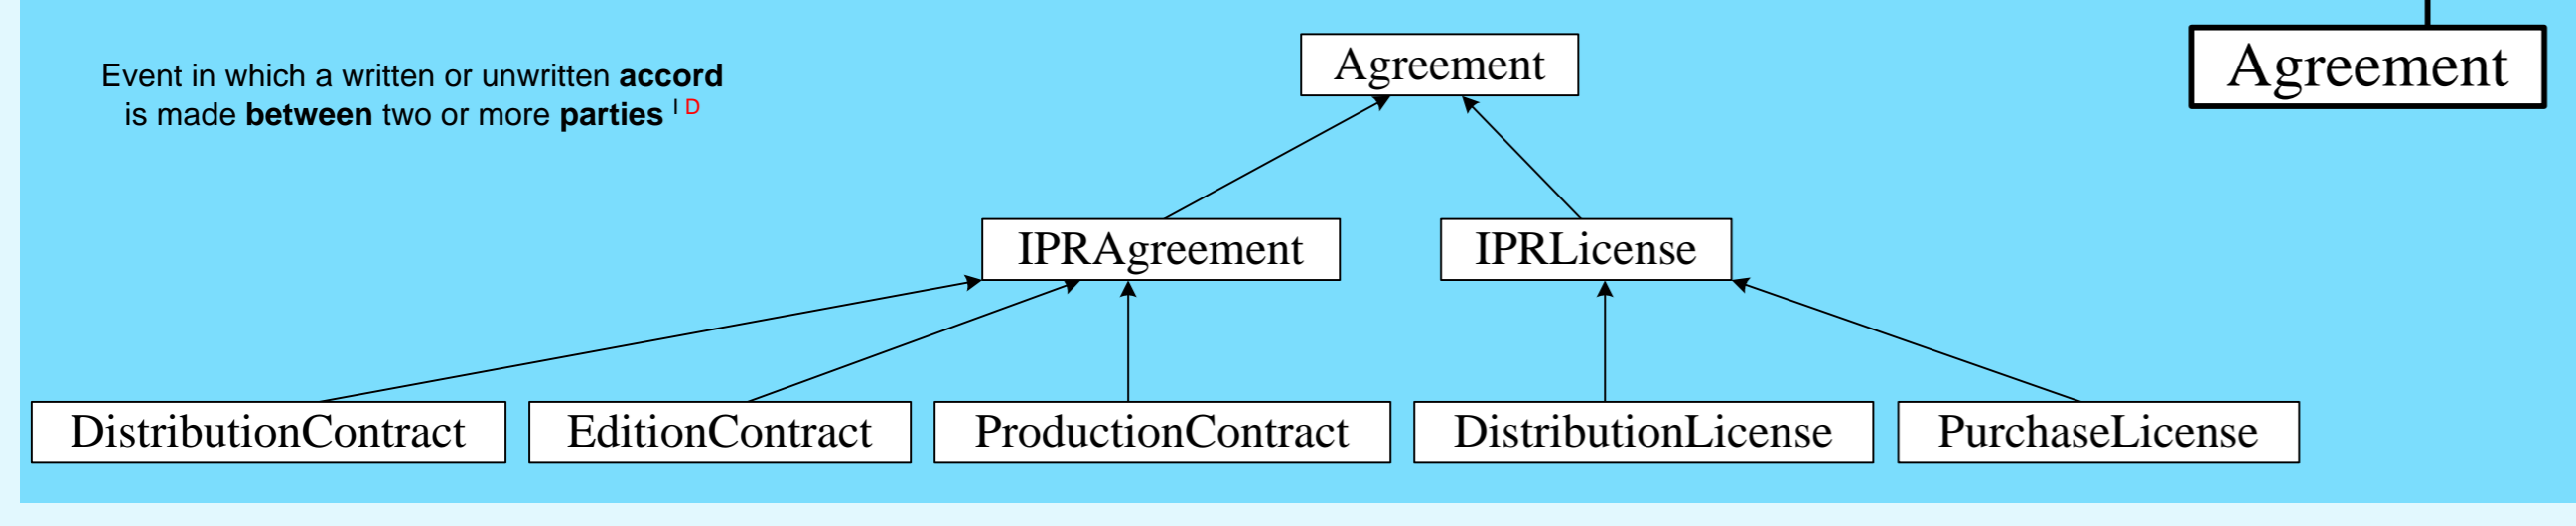 Agreement
Agreement
Event in which a written or unwritten accord
is made between two or more parties I D
IPRAgreement
IPRLicense
DistributionContract
EditionContract
ProductionContract
DistributionLicense
PurchaseLicense